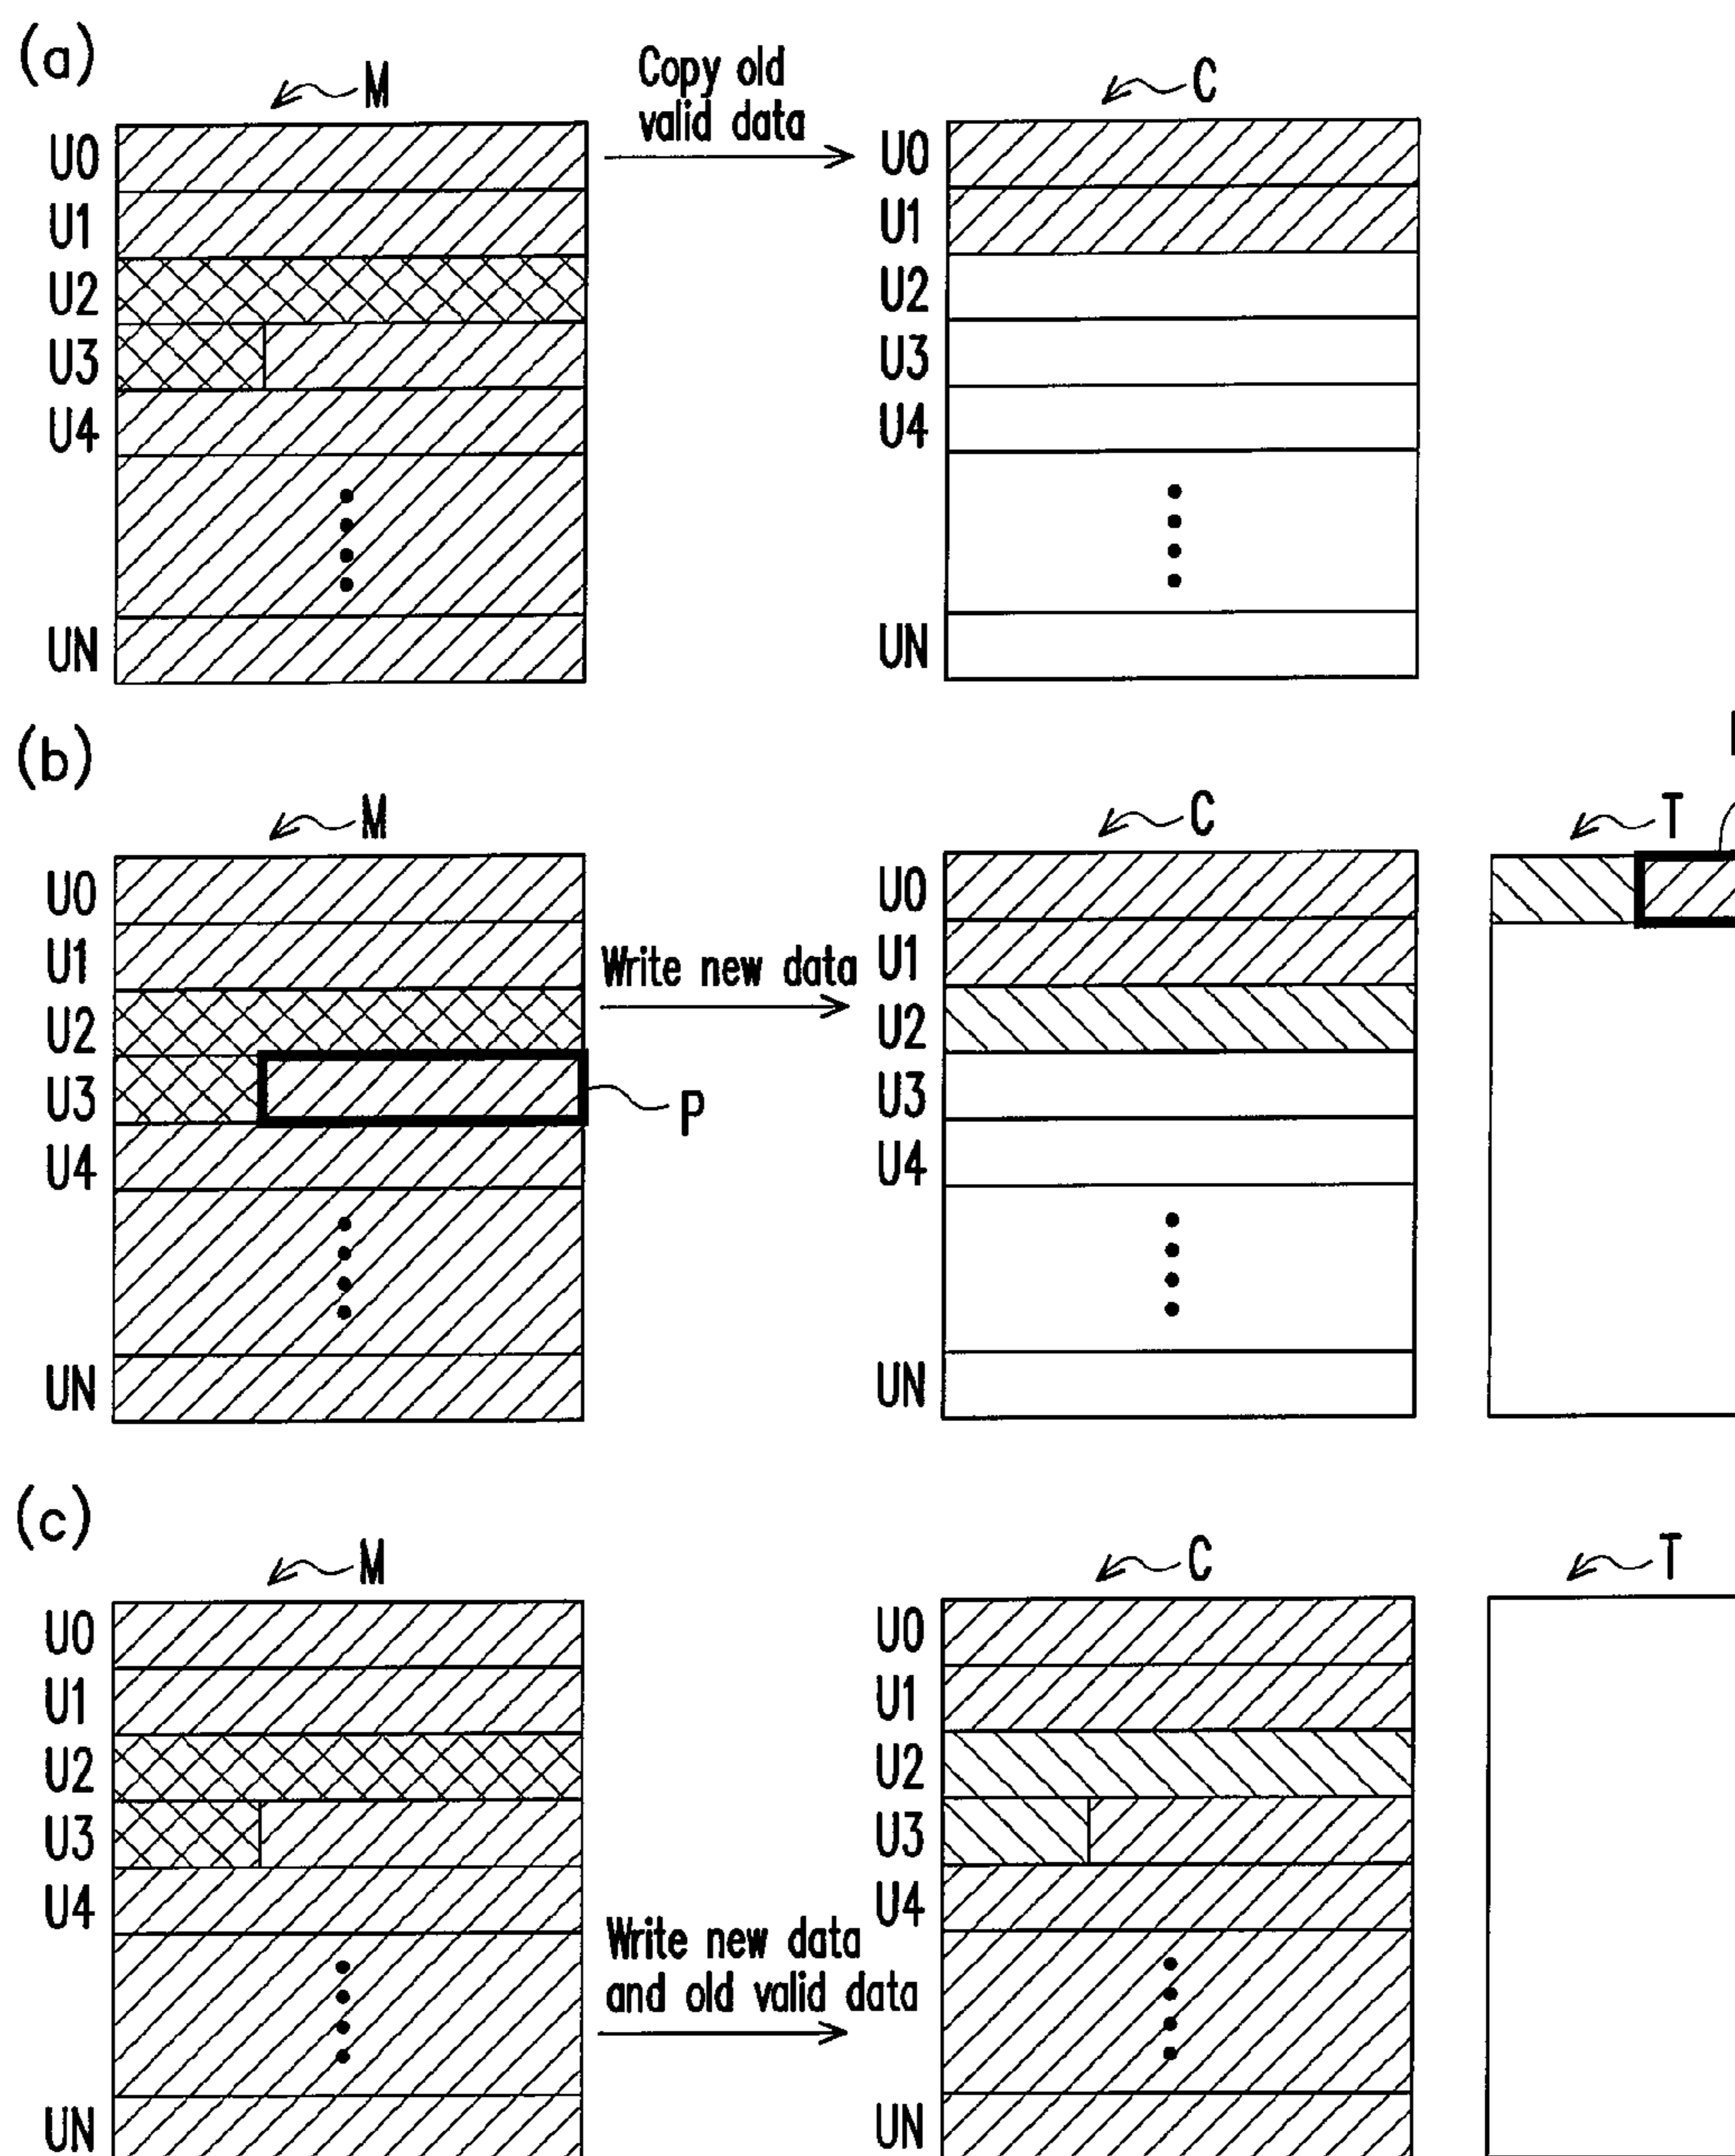 (a)
M
Copy old
valid data
C
U0
U1
U2
U3
U4
UN
U0
U1
U2
U3
U4
UN
(b)
M
Write new data
C
T
U0
U1
U2
U3
U4
UN
P
U0
U1
U2
U3
U4
UN
(c)
M
C
T
U0
U1
U2
U3
U4
UN
Write new data
and old valid data
U0
U1
U2
U3
U4
UN